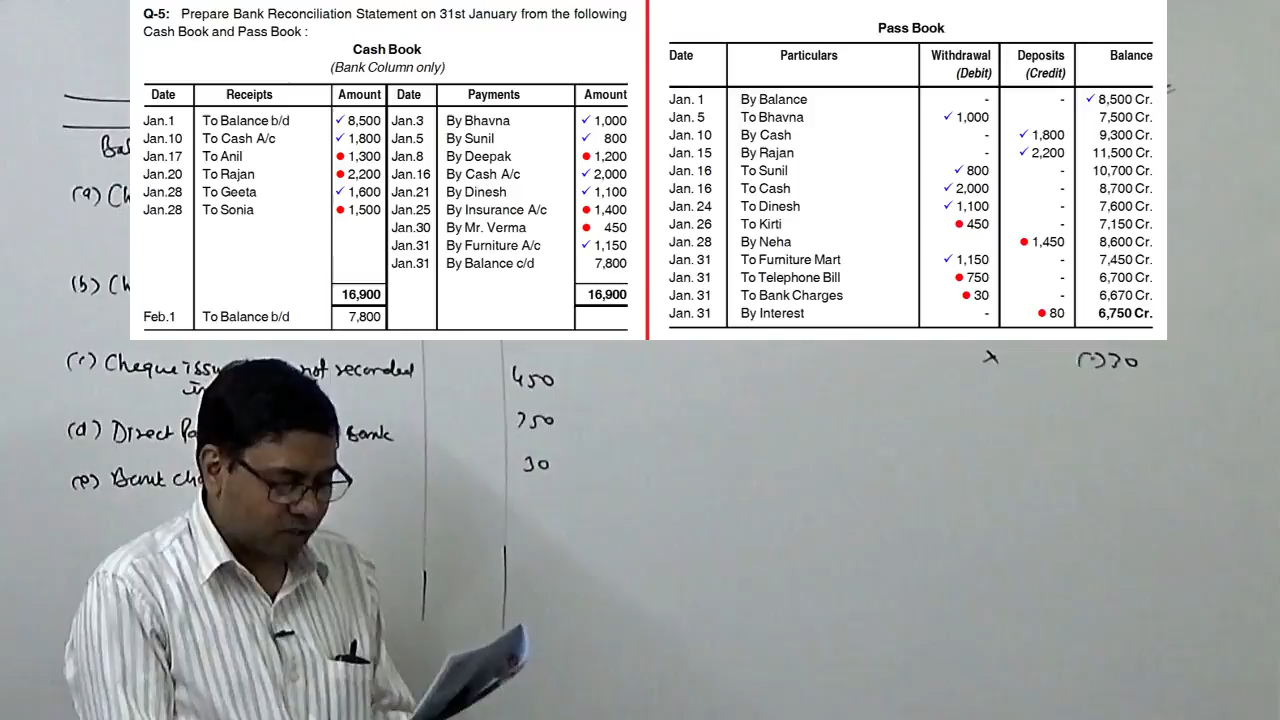 Q-5: Prepare Bank Reconciliation Statement on 31st January from the following
Cash Book and Pass Book :
Cash Book
(Bank Column only)
Date Receipts Amount Date Payments Amount
Jan.1 To Balance b/d ✓ 8,500 Jan.3 By Bhavna ✓ 1,000
Jan.10 To Cash A/c ✓ 1,800 Jan.5 By Sunil ✓ 800
Jan.17 To Anil ● 1,300 Jan.8 By Deepak ● 1,200
Jan.20 To Rajan ● 2,200 Jan.16 By Cash A/c ✓ 2,000
Jan.28 To Geeta ✓ 1,600 Jan.21 By Dinesh ✓ 1,100
Jan.28 To Sonia ● 1,500 Jan.25 By Insurance A/c ● 1,400
Jan.30 By Mr. Verma ● 450
Jan.31 By Furniture A/c ✓ 1,150
Jan.31 By Balance c/d 7,800
16,900 16,900
Feb.1 To Balance b/d 7,800
Pass Book
Date Particulars Withdrawal Deposits Balance
(Debit) (Credit)
Jan. 1 By Balance - - ✓ 8,500 Cr.
Jan. 5 To Bhavna ✓ 1,000 7,500 Cr.
Jan. 10 By Cash - ✓ 1,800 9,300 Cr.
Jan. 15 By Rajan - ✓ 2,200 11,500 Cr.
Jan. 16 To Sunil ✓ 800 - 10,700 Cr.
Jan. 16 To Cash ✓ 2,000 - 8,700 Cr.
Jan. 24 To Dinesh ✓ 1,100 - 7,600 Cr.
Jan. 26 To Kirti ● 450 - 7,150 Cr.
Jan. 28 By Neha ● 1,450 8,600 Cr.
Jan. 31 To Furniture Mart ✓ 1,150 - 7,450 Cr.
Jan. 31 To Telephone Bill ● 750 - 6,700 Cr.
Jan. 31 To Bank Charges ● 30 - 6,670 Cr.
Jan. 31 By Interest - ● 80 6,750 Cr.
Bal
(a) Ch
(b) Ch
(c) Cheque issu not recorded 450
in
(d) Direct Pa Bank 750
(e) Bank cha 30